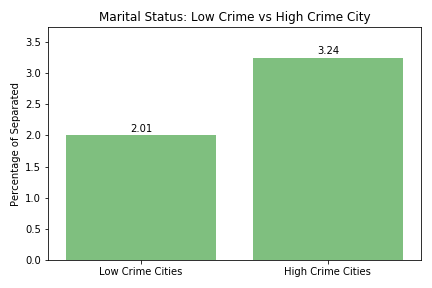 Marital Status: Low Crime vs High Crime City
Percentage of Separated
3.5
3.0
2.5
2.0
1.5
1.0
0.5
0.0
2.01
3.24
Low Crime Cities
High Crime Cities